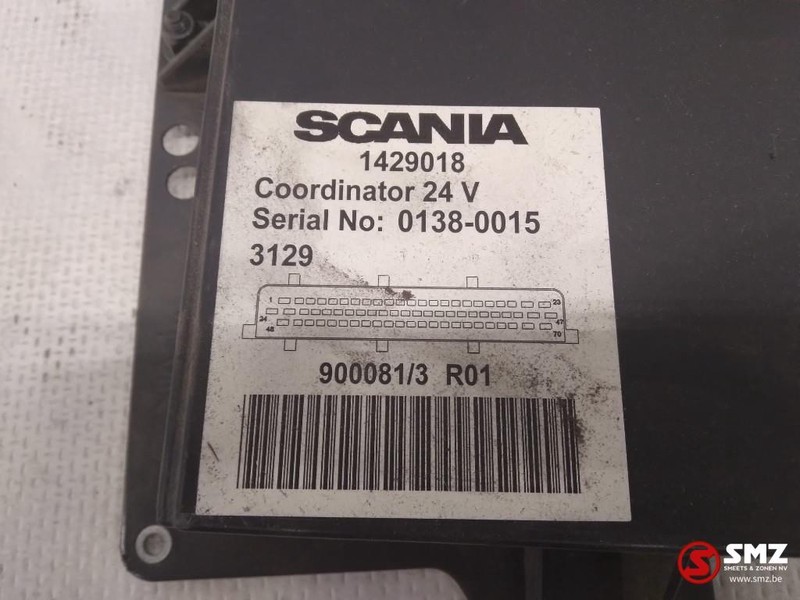 SCANIA
1429018
Coordinator 24 V
Serial No: 0138-0015
3129
1 23
24 47
48 70
900081/3 R01
SMZ
SMEETS & ZONEN NV
www.smz.be